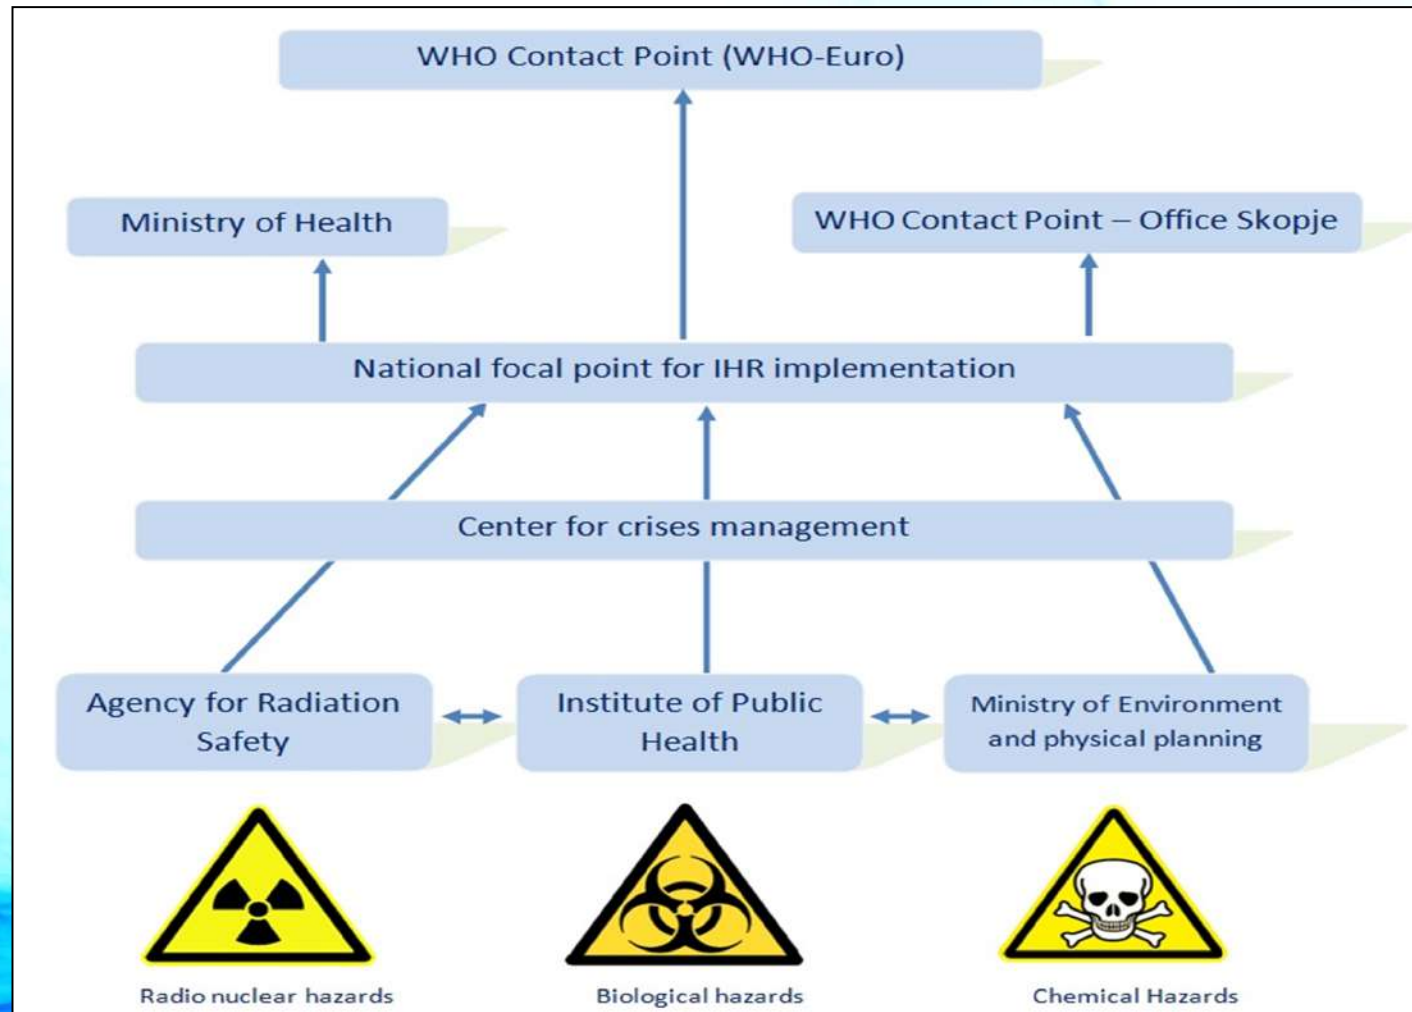 WHO Contact Point (WHO-Euro)
Ministry of Health
WHO Contact Point – Office Skopje
National focal point for IHR implementation
Center for crises management
Agency for Radiation
Safety
Institute of Public
Health
Ministry of Environment
and physical planning
Radio nuclear hazards
Biological hazards
Chemical Hazards